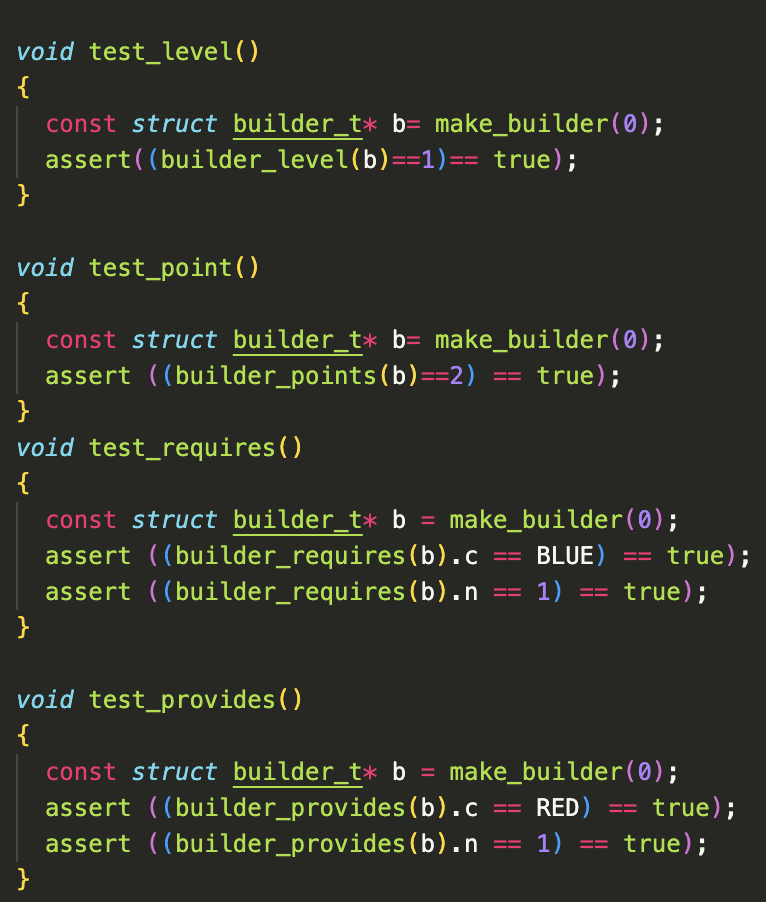 void test_level()
{
  const struct builder_t* b= make_builder(0);
  assert((builder_level(b)==1)== true);
}

void test_point()
{
  const struct builder_t* b= make_builder(0);
  assert ((builder_points(b)==2) == true);
}
void test_requires()
{
  const struct builder_t* b = make_builder(0);
  assert ((builder_requires(b).c == BLUE) == true);
  assert ((builder_requires(b).n == 1) == true);
}

void test_provides()
{
  const struct builder_t* b = make_builder(0);
  assert ((builder_provides(b).c == RED) == true);
  assert ((builder_provides(b).n == 1) == true);
}